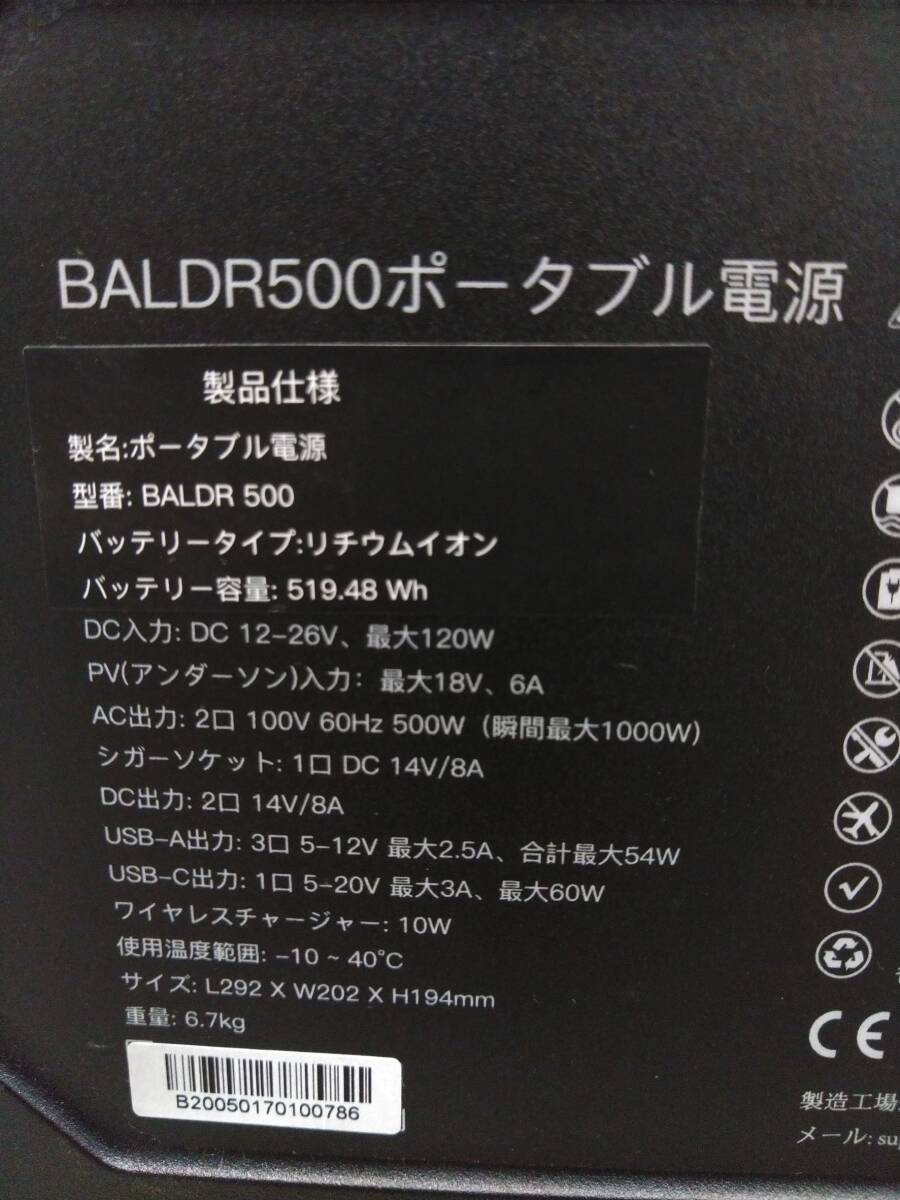 BALDR500ポータブル電源
製品仕様
製名:ポータブル電源
型番: BALDR 500
バッテリータイプ:リチウムイオン
バッテリー容量: 519.48 Wh
DC入力: DC 12-26V、最大120W
PV(アンダーソン)入力: 最大18V、6A
AC出力: 2口 100V 60Hz 500W (瞬間最大1000W)
シガーソケット: 1口 DC 14V/8A
DC出力: 2口 14V/8A
USB-A出力: 3口 5-12V 最大2.5A、合計最大54W
USB-C出力: 1口 5-20V 最大3A、最大60W
ワイヤレスチャージャー: 10W
使用温度範囲: -10 ~ 40°C
サイズ: L292 X W202 X H194mm
重量: 6.7kg
B20050170100786
CE
製造工場
メール: su